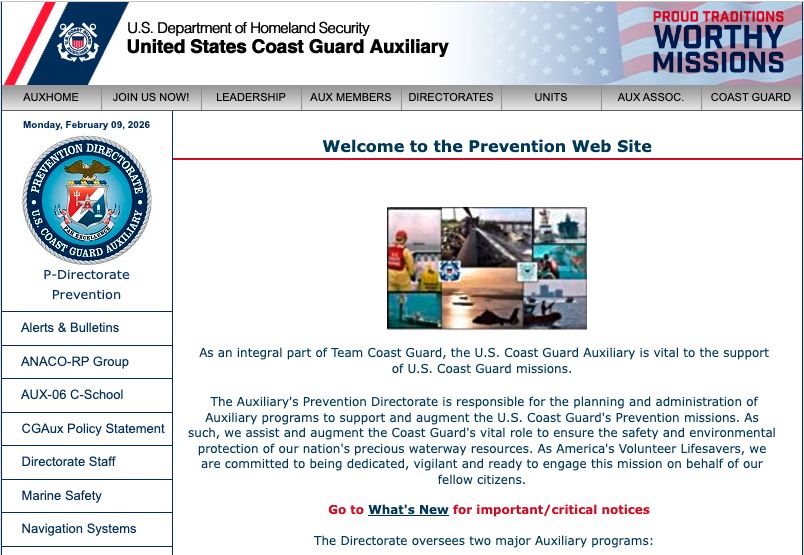 U.S. Department of Homeland Security
United States Coast Guard Auxiliary
PROUD TRADITIONS
WORTHY
MISSIONS
AUXHOME
JOIN US NOW!
LEADERSHIP
AUX MEMBERS
DIRECTORATES
UNITS
AUX ASSOC.
COAST GUARD
Monday, February 09, 2026
PREVENTION DIRECTORATE
U.S. COAST GUARD AUXILIARY
PAR EXCELLENCE
P-Directorate
Prevention
Alerts & Bulletins
ANACO-RP Group
AUX-06 C-School
CGAux Policy Statement
Directorate Staff
Marine Safety
Navigation Systems
Welcome to the Prevention Web Site
As an integral part of Team Coast Guard, the U.S. Coast Guard Auxiliary is vital to the support
of U.S. Coast Guard missions.
The Auxiliary's Prevention Directorate is responsible for the planning and administration of
Auxiliary programs to support and augment the U.S. Coast Guard's Prevention missions. As
such, we assist and augment the Coast Guard's vital role to ensure the safety and environmental
protection of our nation's precious waterway resources. As America's Volunteer Lifesavers, we
are committed to being dedicated, vigilant and ready to engage this mission on behalf of our
fellow citizens.
Go to What's New for important/critical notices
The Directorate oversees two major Auxiliary programs: